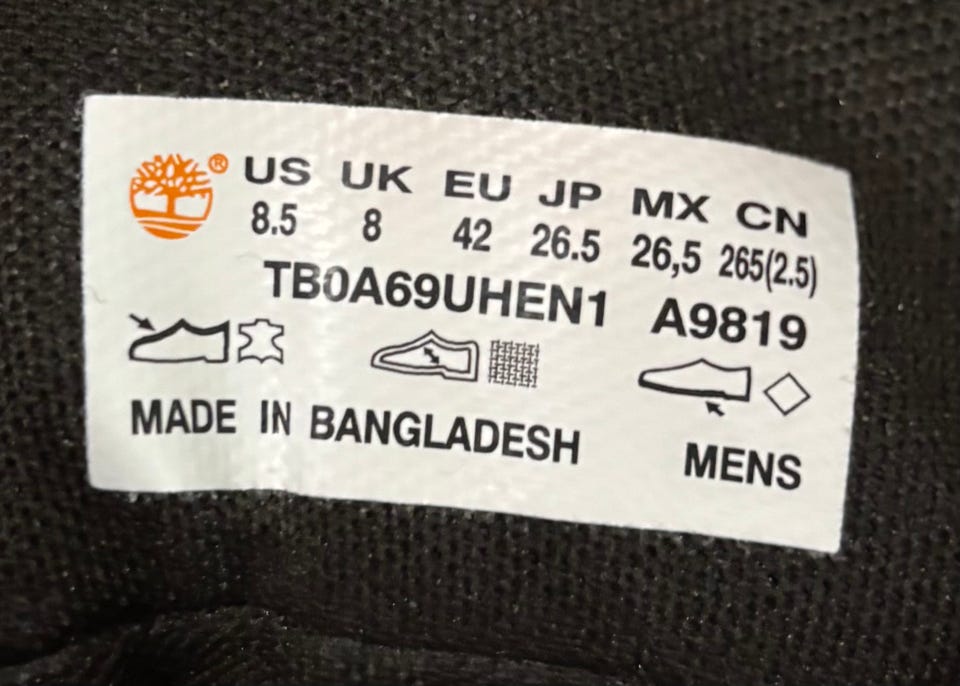 ® US UK EU JP MX CN
8.5 8 42 26.5 26,5 265(2.5)
TB0A69UHEN1 A9819
MADE IN BANGLADESH MENS